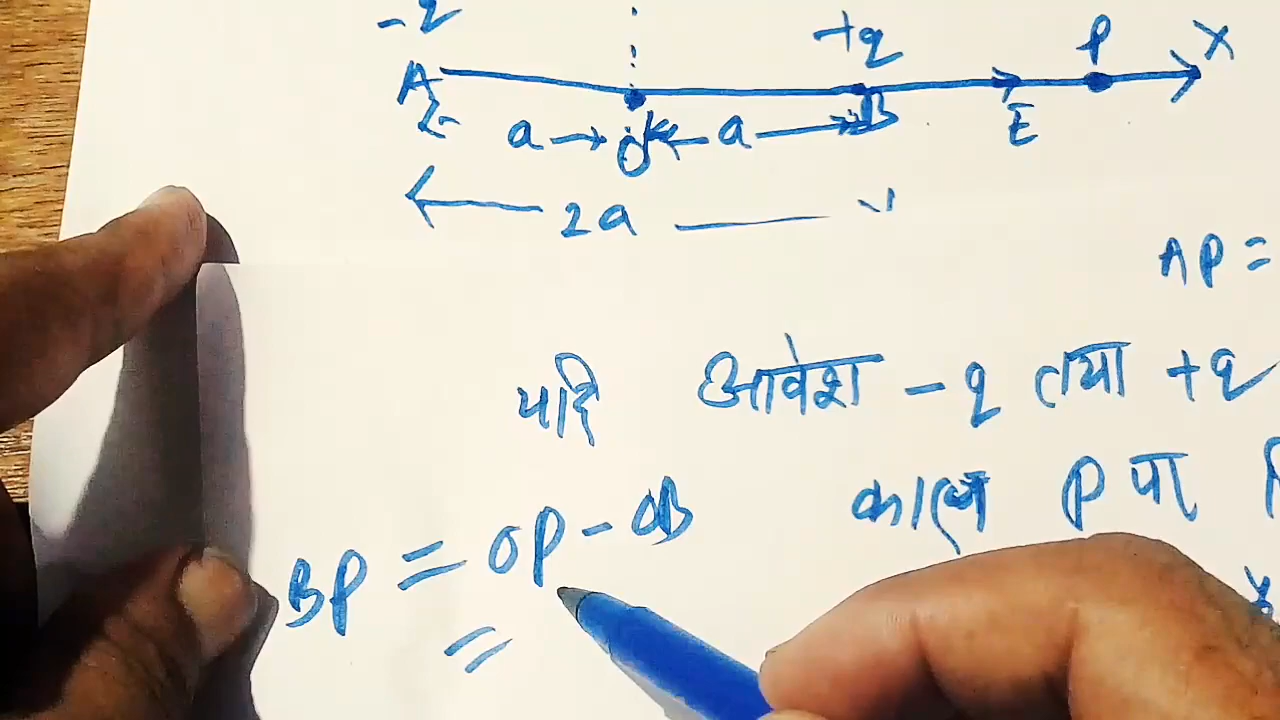 -q +q P X
A O B E
a a
2a
AP =
यदि आवेश -q तथा +q
कारण P पर
BP = OP - OB
=